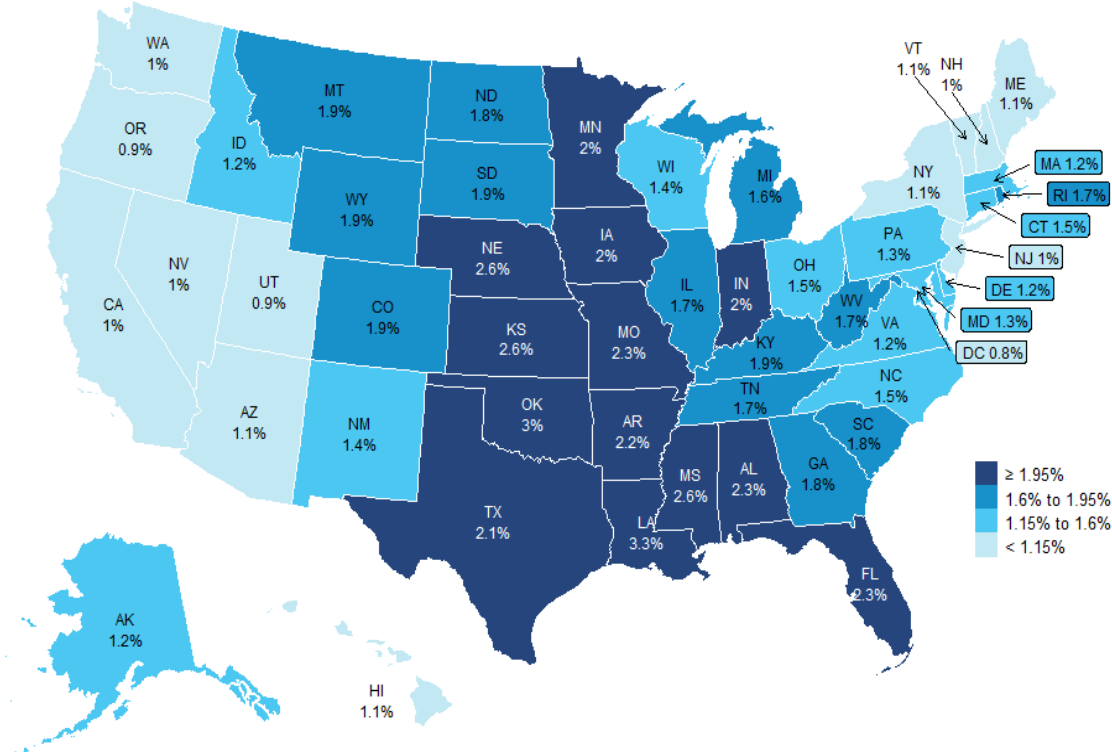 WA
1%
OR
0.9%
CA
1%
NV
1%
ID
1.2%
MT
1.9%
WY
1.9%
UT
0.9%
AZ
1.1%
CO
1.9%
NM
1.4%
ND
1.8%
SD
1.9%
NE
2.6%
KS
2.6%
OK
3%
TX
2.1%
MN
2%
IA
2%
MO
2.3%
AR
2.2%
LA
3.3%
WI
1.4%
IL
1.7%
MI
1.6%
IN
2%
OH
1.5%
KY
1.9%
TN
1.7%
MS
2.6%
AL
2.3%
GA
1.8%
FL
2.3%
SC
1.8%
NC
1.5%
VA
1.2%
WV
1.7%
PA
1.3%
NY
1.1%
VT
1.1%
NH
1%
ME
1.1%
MA 1.2%
RI 1.7%
CT 1.5%
NJ 1%
DE 1.2%
MD 1.3%
DC 0.8%
AK
1.2%
HI
1.1%
≥ 1.95%
1.6% to 1.95%
1.15% to 1.6%
< 1.15%